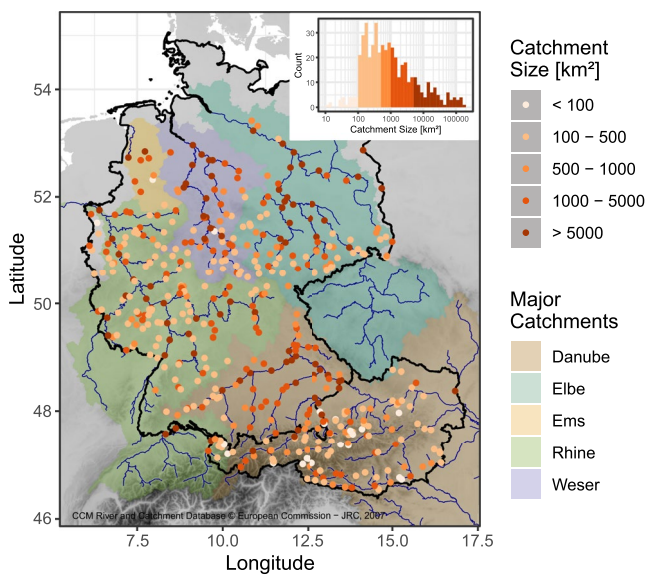 54
52
50
48
46
Latitude
7.5
10.0
12.5
15.0
17.5
Longitude
30
20
10
0
Count
10
100
1000
10000
100000
Catchment Size [km²]
CCM River and Catchment Database © European Commission − JRC, 2007
Catchment
Size [km²]
< 100
100 − 500
500 − 1000
1000 − 5000
> 5000
Major
Catchments
Danube
Elbe
Ems
Rhine
Weser